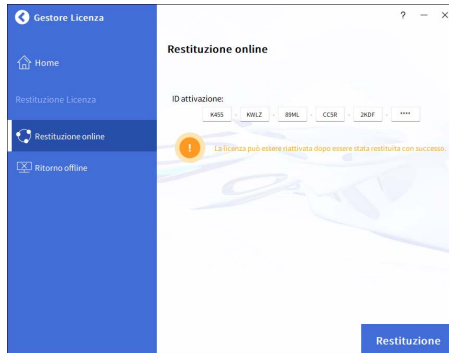 Gestore Licenza
?
Home
Restituzione Licenza
Restituzione online
Ritorno offline
Restituzione online
ID attivazione:
K455 - KWLZ - 89ML - CC5R - 2KDF - ****
! La licenza può essere riattivata dopo essere stata restituita con successo.
Restituzione